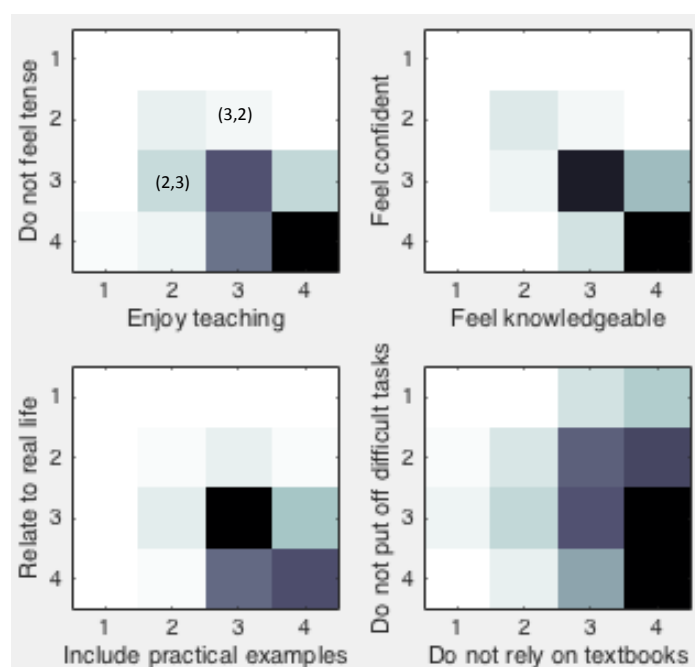 Do not feel tense
1
2
3
4
(3,2)
(2,3)
1 2 3 4
Enjoy teaching
Feel confident
1
2
3
4
1 2 3 4
Feel knowledgeable
Relate to real life
1
2
3
4
1 2 3 4
Include practical examples
Do not put off difficult tasks
1
2
3
4
1 2 3 4
Do not rely on textbooks